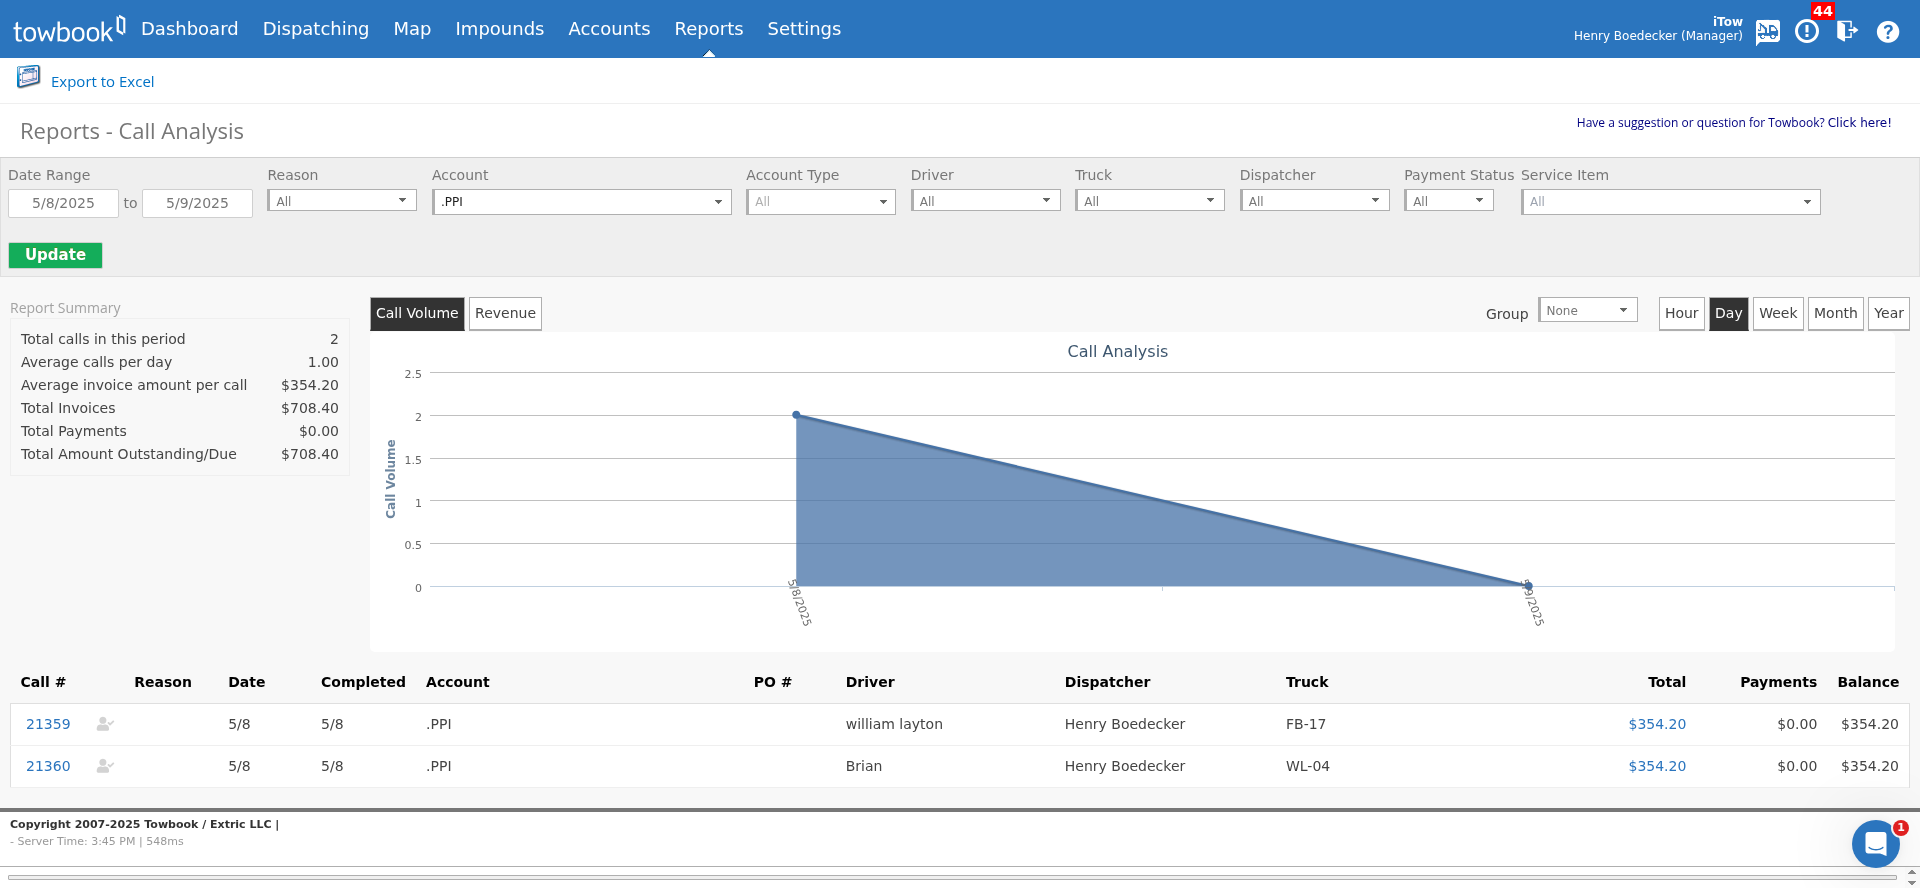 towbook Dashboard Dispatching Map Impounds Accounts Reports Settings
iTow
Henry Boedecker (Manager)
44
Export to Excel
Reports - Call Analysis
Have a suggestion or question for Towbook? Click here!
Date Range Reason Account Account Type Driver Truck Dispatcher Payment Status Service Item
5/8/2025 to 5/9/2025 All .PPI All All All All All All
Update
Report Summary
Total calls in this period 2
Average calls per day 1.00
Average invoice amount per call $354.20
Total Invoices $708.40
Total Payments $0.00
Total Amount Outstanding/Due $708.40
Call Volume Revenue Group None Hour Day Week Month Year
Call Analysis
Call Volume
2.5
2
1.5
1
0.5
0
5/8/2025 5/9/2025
Call # Reason Date Completed Account PO # Driver Dispatcher Truck Total Payments Balance
21359 5/8 5/8 .PPI william layton Henry Boedecker FB-17 $354.20 $0.00 $354.20
21360 5/8 5/8 .PPI Brian Henry Boedecker WL-04 $354.20 $0.00 $354.20
Copyright 2007-2025 Towbook / Extric LLC |
- Server Time: 3:45 PM | 548ms
1